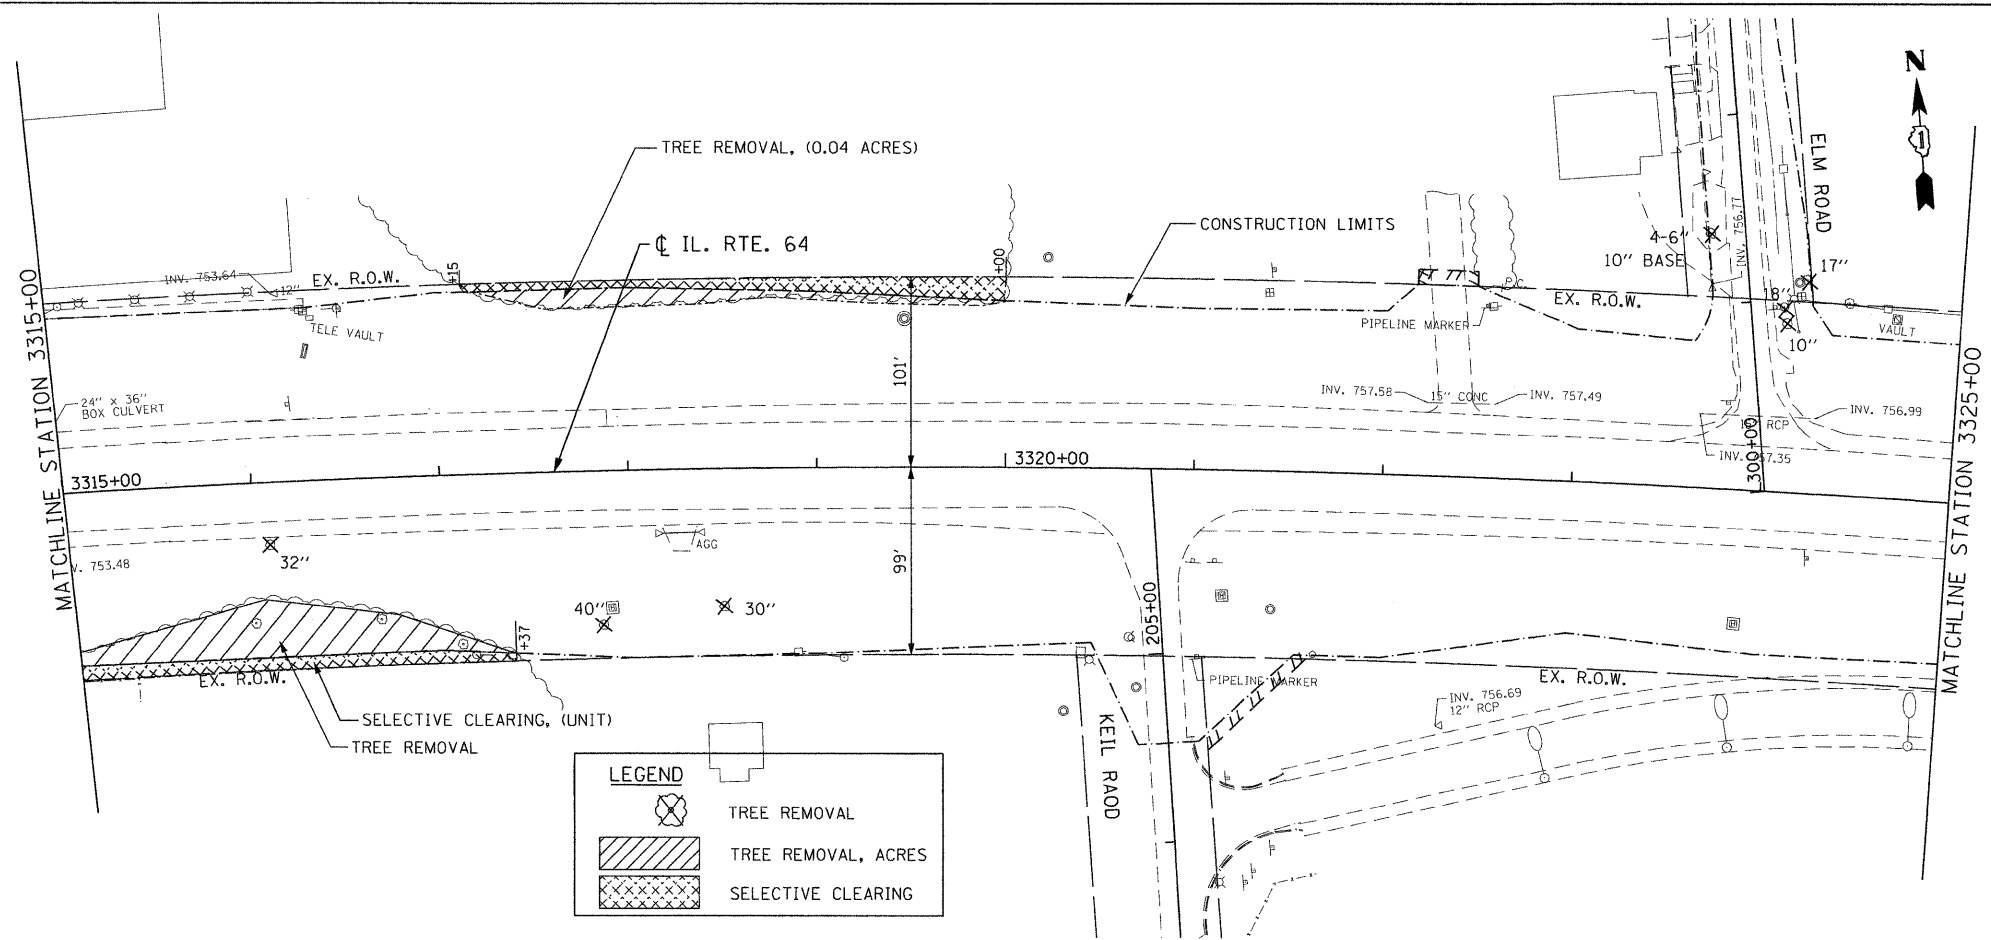 N
1
TREE REMOVAL, (0.04 ACRES)
ELM ROAD
CONSTRUCTION LIMITS
℄ IL. RTE. 64
INV. 756.77
4-6"
10" BASE
17"
8"
10"
+15
+00
INV. 753.64
12"
EX. R.O.W.
TELE VAULT
P.C.
EX. R.O.W.
PIPELINE MARKER
VAULT
MATCHLINE STATION 3315+00
MATCHLINE STATION 3325+00
101'
24" x 36"
BOX CULVERT
INV. 757.58
15" CONC
INV. 757.49
INV. 756.99
RCP
INV. 757.35
300+00
3315+00
3320+00
99'
32"
AGG
V. 753.48
40"
30"
+37
205+00
EX. R.O.W.
PIPELINE MARKER
EX. R.O.W.
INV. 756.69
12" RCP
SELECTIVE CLEARING, (UNIT)
TREE REMOVAL
KEIL RAOD
LEGEND
TREE REMOVAL
TREE REMOVAL, ACRES
SELECTIVE CLEARING